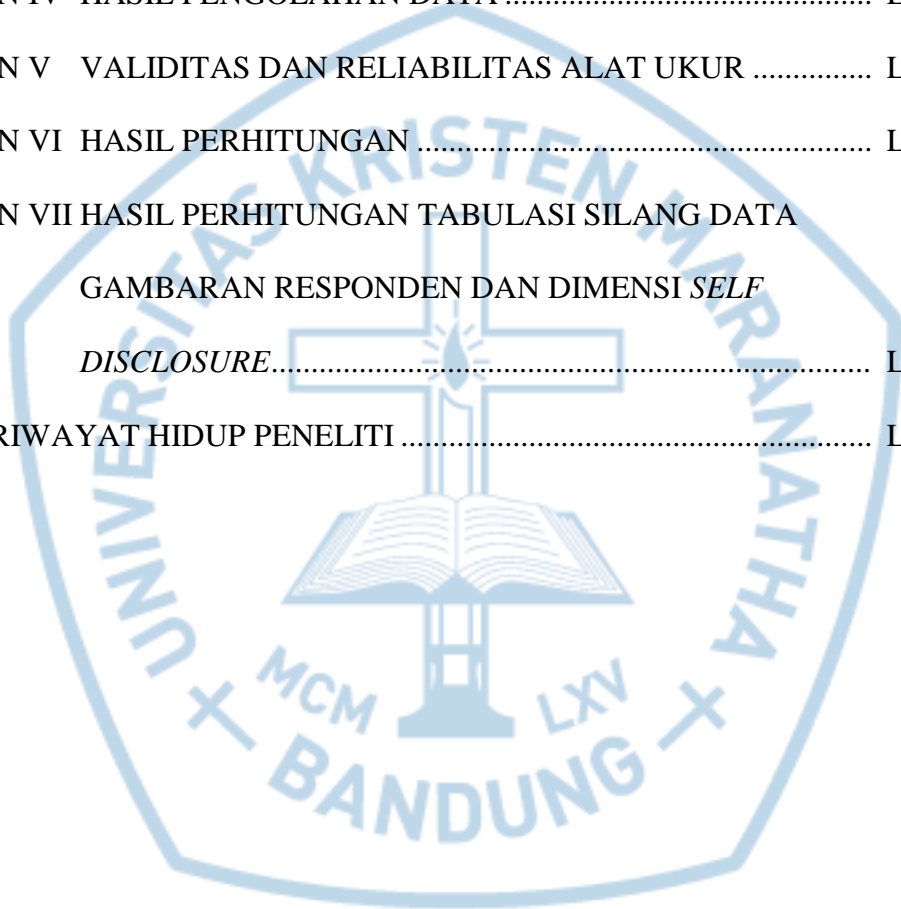 N IV HASIL PENGOLAHAN DATA ............................................. L
N V VALIDITAS DAN RELIABILITAS ALAT UKUR ............... L
N VI HASIL PERHITUNGAN ........................................................ L
N VII HASIL PERHITUNGAN TABULASI SILANG DATA
GAMBARAN RESPONDEN DAN DIMENSI SELF
DISCLOSURE.......................................................................... L
RIWAYAT HIDUP PENELITI .......................................................... L
UNIVERSITAS KRISTEN MARANATHA
MCM LXV
BANDUNG